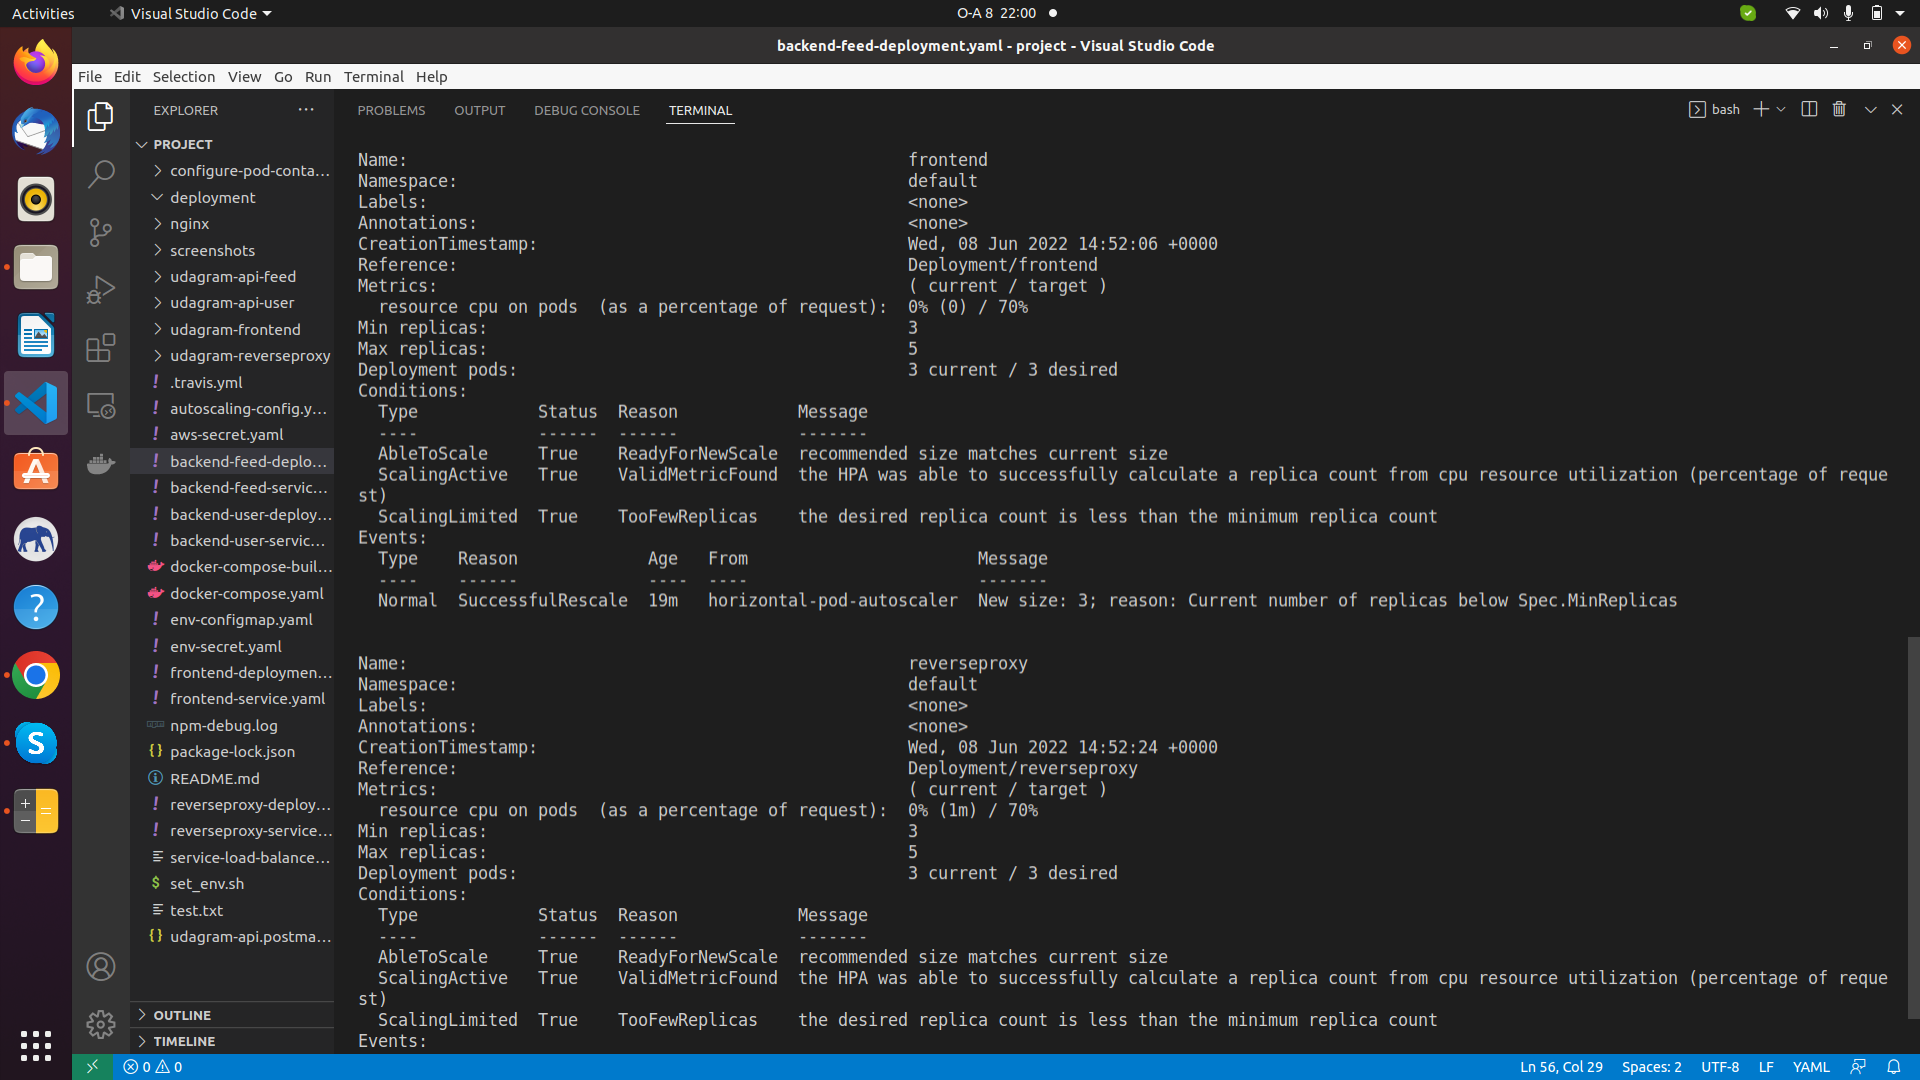 Activities
Visual Studio Code
O-A 8 22:00
backend-feed-deployment.yaml - project - Visual Studio Code
File Edit Selection View Go Run Terminal Help
EXPLORER ···
PROJECT
configure-pod-conta...
deployment
nginx
screenshots
udagram-api-feed
udagram-api-user
udagram-frontend
udagram-reverseproxy
! .travis.yml
! autoscaling-config.y...
! aws-secret.yaml
! backend-feed-deplo...
! backend-feed-servic...
! backend-user-deploy...
! backend-user-servic...
docker-compose-buil...
docker-compose.yaml
! env-configmap.yaml
! env-secret.yaml
! frontend-deploymen...
! frontend-service.yaml
npm-debug.log
{} package-lock.json
README.md
! reverseproxy-deploy...
! reverseproxy-service...
service-load-balance...
$ set_env.sh
test.txt
{} udagram-api.postma...
OUTLINE
TIMELINE
PROBLEMS OUTPUT DEBUG CONSOLE TERMINAL
bash
Name: frontend
Namespace: default
Labels: <none>
Annotations: <none>
CreationTimestamp: Wed, 08 Jun 2022 14:52:06 +0000
Reference: Deployment/frontend
Metrics: ( current / target )
resource cpu on pods (as a percentage of request): 0% (0) / 70%
Min replicas: 3
Max replicas: 5
Deployment pods: 3 current / 3 desired
Conditions:
Type Status Reason Message
---- ------ ------ -------
AbleToScale True ReadyForNewScale recommended size matches current size
ScalingActive True ValidMetricFound the HPA was able to successfully calculate a replica count from cpu resource utilization (percentage of reque
st)
ScalingLimited True TooFewReplicas the desired replica count is less than the minimum replica count
Events:
Type Reason Age From Message
---- ------ ---- ---- -------
Normal SuccessfulRescale 19m horizontal-pod-autoscaler New size: 3; reason: Current number of replicas below Spec.MinReplicas
Name: reverseproxy
Namespace: default
Labels: <none>
Annotations: <none>
CreationTimestamp: Wed, 08 Jun 2022 14:52:24 +0000
Reference: Deployment/reverseproxy
Metrics: ( current / target )
resource cpu on pods (as a percentage of request): 0% (1m) / 70%
Min replicas: 3
Max replicas: 5
Deployment pods: 3 current / 3 desired
Conditions:
Type Status Reason Message
---- ------ ------ -------
AbleToScale True ReadyForNewScale recommended size matches current size
ScalingActive True ValidMetricFound the HPA was able to successfully calculate a replica count from cpu resource utilization (percentage of reque
st)
ScalingLimited True TooFewReplicas the desired replica count is less than the minimum replica count
Events:
0 0
Ln 56, Col 29 Spaces: 2 UTF-8 LF YAML